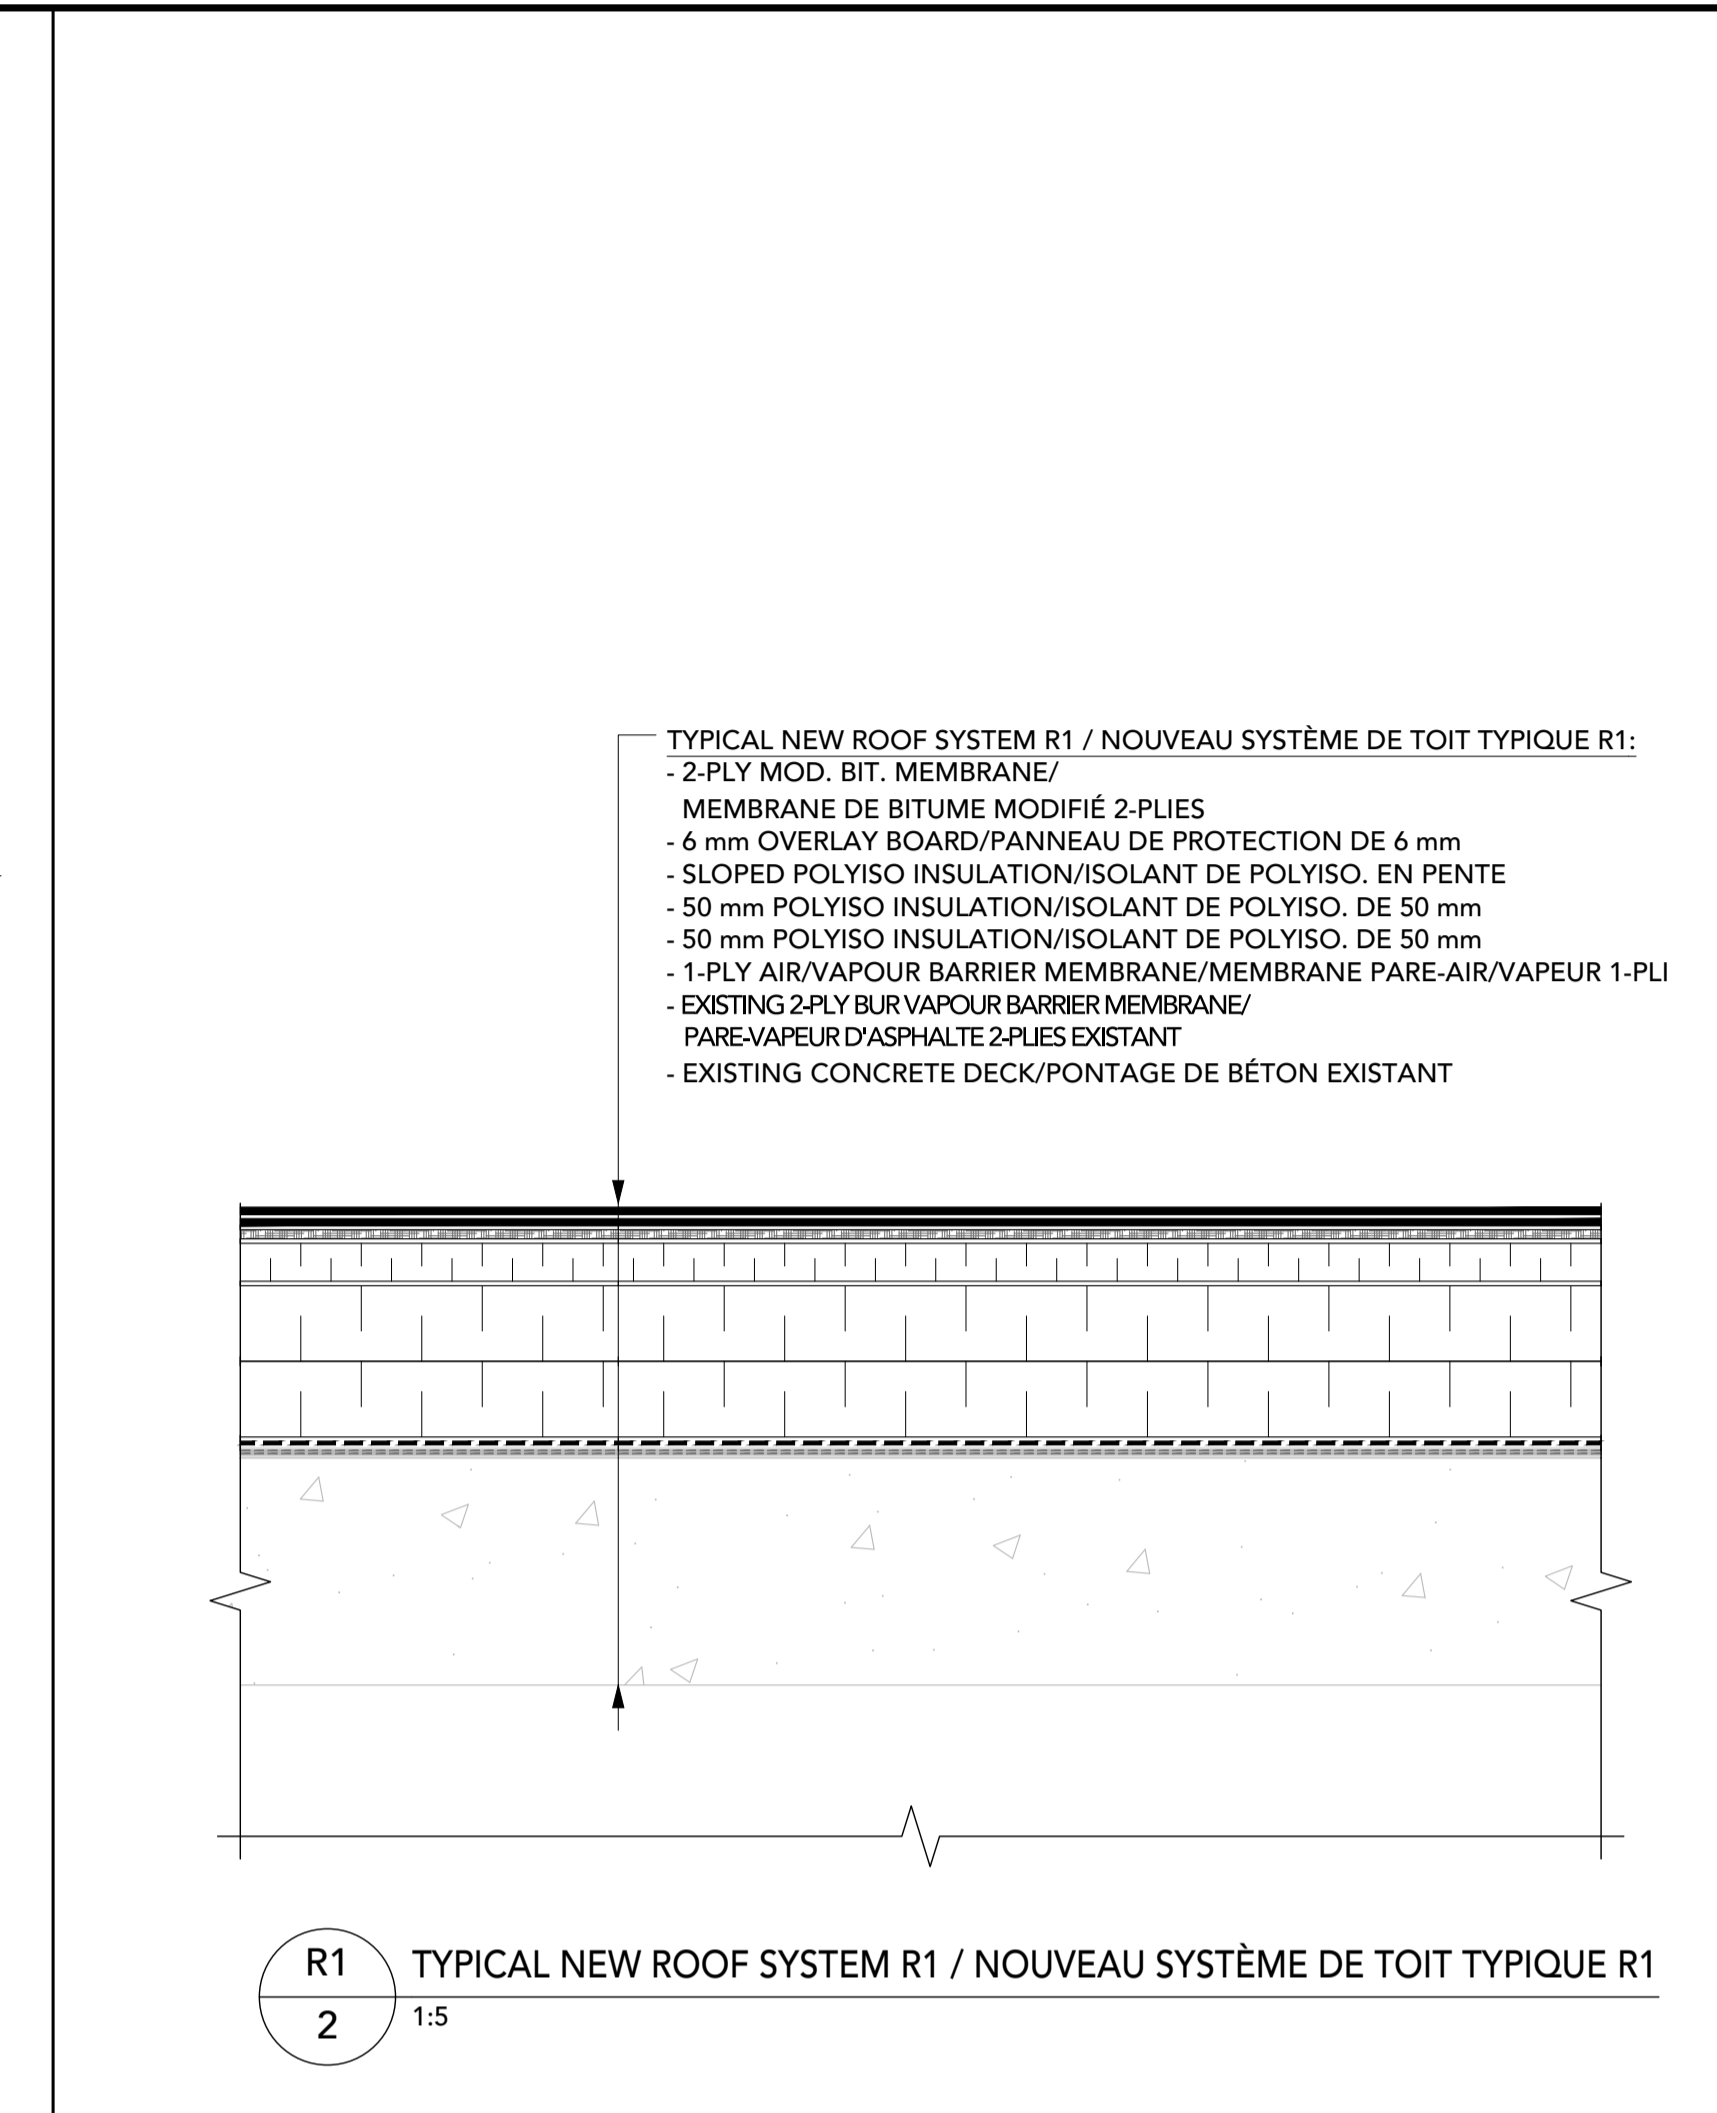 TYPICAL NEW ROOF SYSTEM R1 / NOUVEAU SYSTÈME DE TOIT TYPIQUE R1:
- 2-PLY MOD. BIT. MEMBRANE/
MEMBRANE DE BITUME MODIFIÉ 2-PLIES
- 6 mm OVERLAY BOARD/PANNEAU DE PROTECTION DE 6 mm
- SLOPED POLYISO INSULATION/ISOLANT DE POLYISO. EN PENTE
- 50 mm POLYISO INSULATION/ISOLANT DE POLYISO. DE 50 mm
- 50 mm POLYISO INSULATION/ISOLANT DE POLYISO. DE 50 mm
- 1-PLY AIR/VAPOUR BARRIER MEMBRANE/MEMBRANE PARE-AIR/VAPEUR 1-PLI
- EXISTING 2-PLY BUR VAPOUR BARRIER MEMBRANE/
PARE-VAPEUR D'ASPHALTE 2-PLIES EXISTANT
- EXISTING CONCRETE DECK/PONTAGE DE BÉTON EXISTANT
R1
TYPICAL NEW ROOF SYSTEM R1 / NOUVEAU SYSTÈME DE TOIT TYPIQUE R1
2
1:5